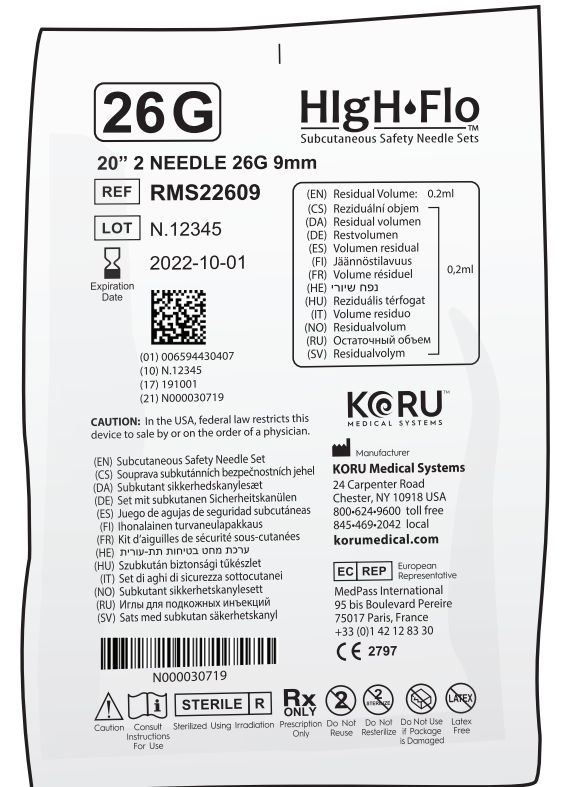 26G
HIgH•Flo™
Subcutaneous Safety Needle Sets
20” 2 NEEDLE 26G 9mm
REF RMS22609
LOT N.12345
2022-10-01
Expiration
Date
(01) 006594430407
(10) N.12345
(17) 191001
(21) N000030719
(EN) Residual Volume: 0.2ml
(CS) Reziduální objem
(DA) Residual volumen
(DE) Restvolumen
(ES) Volumen residual
(FI) Jäännöstilavuus
(FR) Volume résiduel
(HE) נפח שיורי
(HU) Reziduális térfogat
(IT) Volume residuo
(NO) Residualvolum
(RU) Остаточный объем
(SV) Residualvolym
0,2ml
CAUTION: In the USA, federal law restricts this
device to sale by or on the order of a physician.
(EN) Subcutaneous Safety Needle Set
(CS) Souprava subkutánních bezpečnostních jehel
(DA) Subkutant sikkerhedskanylesæt
(DE) Set mit subkutanen Sicherheitskanülen
(ES) Juego de agujas de seguridad subcutáneas
(FI) Ihonalainen turvaneulapakkaus
(FR) Kit d'aiguilles de sécurité sous-cutanées
(HE) ערכת מחט בטיחות תת-עורית
(HU) Szubkután biztonsági tűkészlet
(IT) Set di aghi di sicurezza sottocutanei
(NO) Subkutant sikkerhetskanylesett
(RU) Иглы для подкожных инъекций
(SV) Sats med subkutan säkerhetskanyl
KORU™
MEDICAL SYSTEMS
Manufacturer
KORU Medical Systems
24 Carpenter Road
Chester, NY 10918 USA
800•624•9600 toll free
845•469•2042 local
korumedical.com
EC REP European
Representative
MedPass International
95 bis Boulevard Pereire
75017 Paris, France
+33 (0)1 42 12 83 30
CE 2797
N000030719
Caution
i
Consult
Instructions
For Use
STERILE R
Sterilized Using Irradiation
Rx
ONLY
Prescription
Only
2
Do Not
Reuse
2
STERILIZE
Do Not
Resterilize
Do Not Use
if Package
is Damaged
LATEX
Latex
Free